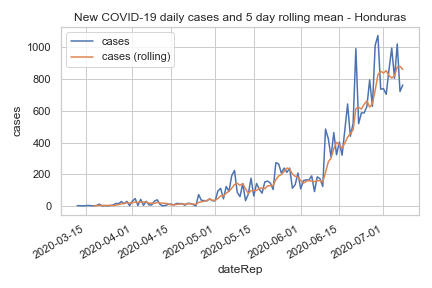 New COVID-19 daily cases and 5 day rolling mean - Honduras
cases
cases (rolling)
1000
800
600
400
200
0
cases
2020-03-15
2020-04-01
2020-04-15
2020-05-01
2020-05-15
2020-06-01
2020-06-15
2020-07-01
dateRep